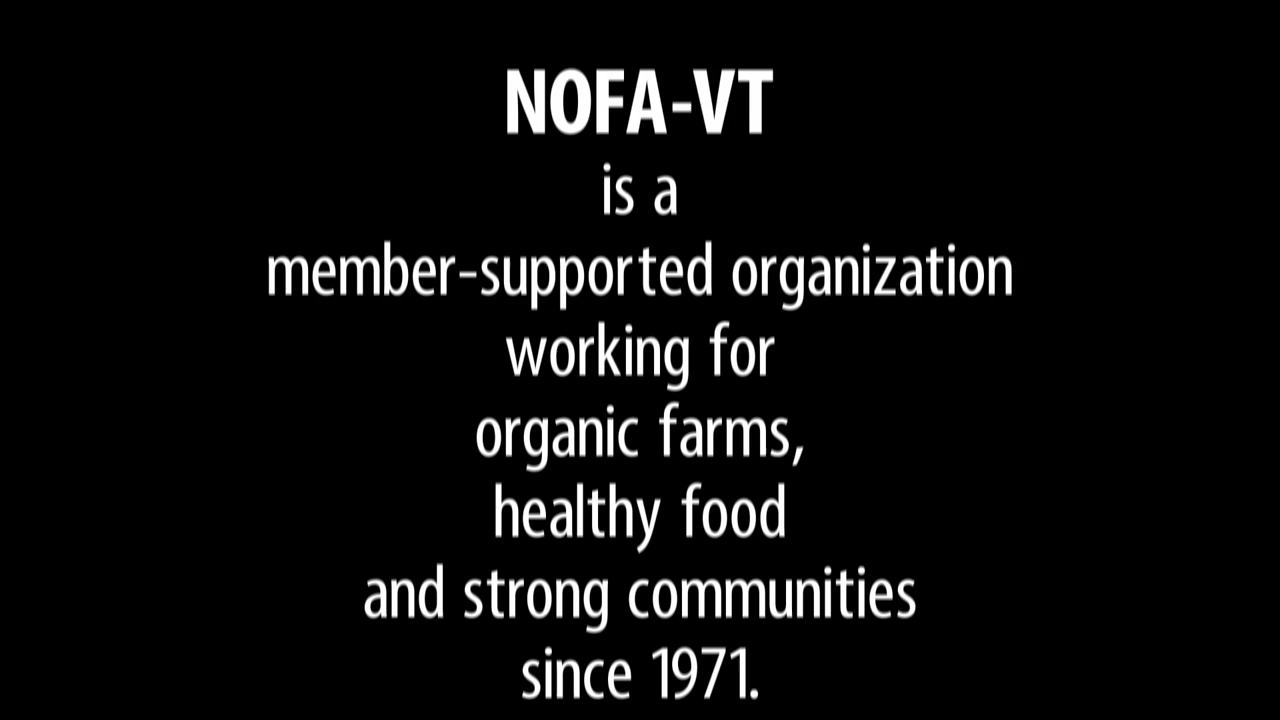 NOFA-VT
is a
member-supported organization
working for
organic farms,
healthy food
and strong communities
since 1971.